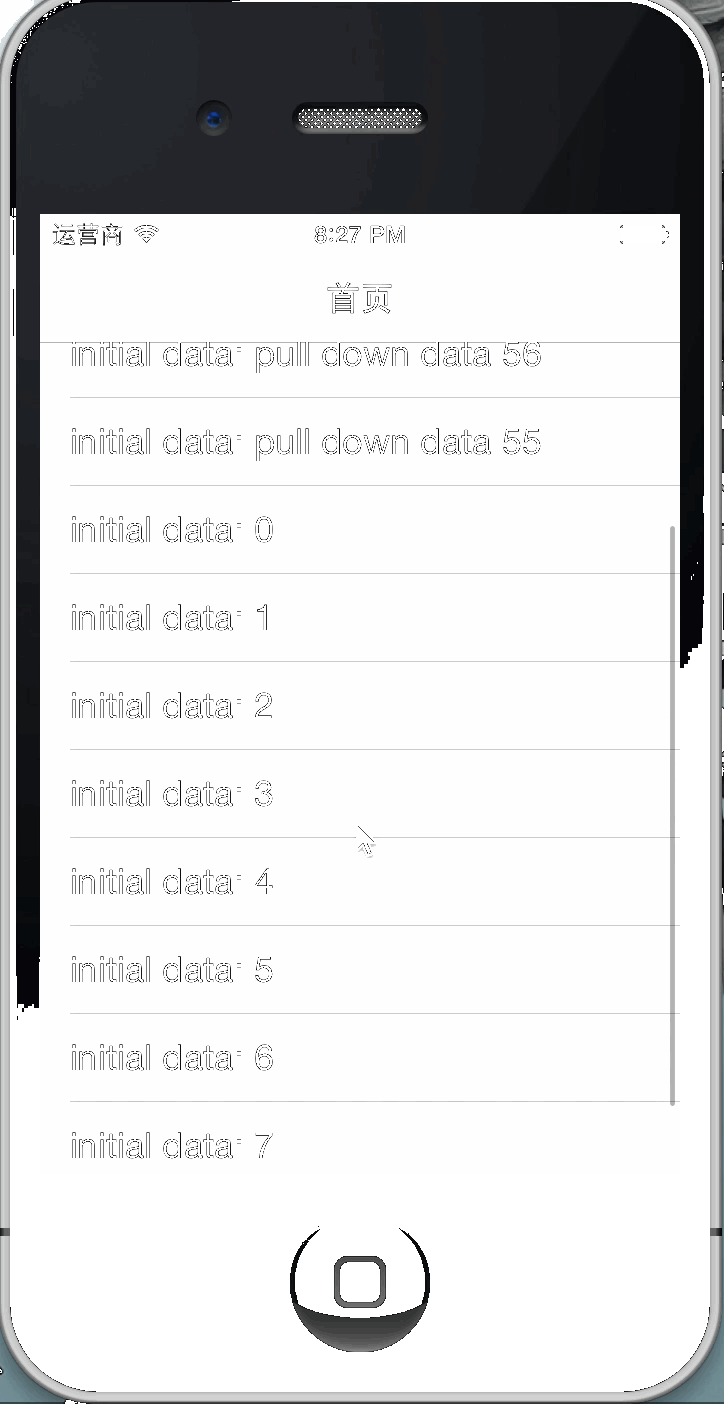 运营商 8:27 PM
首页
initial data: pull down data 56
initial data: pull down data 55
initial data: 0
initial data: 1
initial data: 2
initial data: 3
initial data: 4
initial data: 5
initial data: 6
initial data: 7